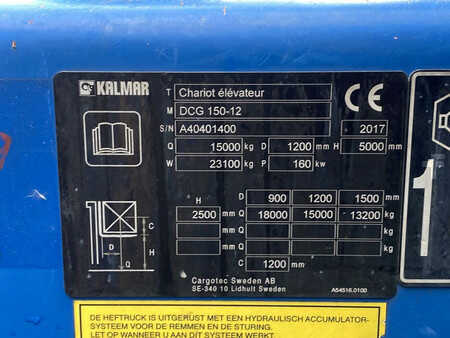 KALMAR
T Chariot élévateur
M DCG 150-12
CE
S/N A40401400 2017
Q 15000 kg D 1200 mm H 5000 mm
W 23100 kg P 160 kw
H D 900 1200 1500 mm
2500 mm Q 18000 15000 13200 kg
mm kg
mm kg
C 1200 mm
C
D H
Q
Cargotec Sweden AB
SE-340 10 Lidhult Sweden A54516.0100
1
DE HEFTRUCK IS UITGERUST MET EEN HYDRAULISCH ACCUMULATOR-
SYSTEEM VOOR DE REMMEN EN DE STURING.
LET OP WANNEER U AAN DIT SYSTEEM WERKT.